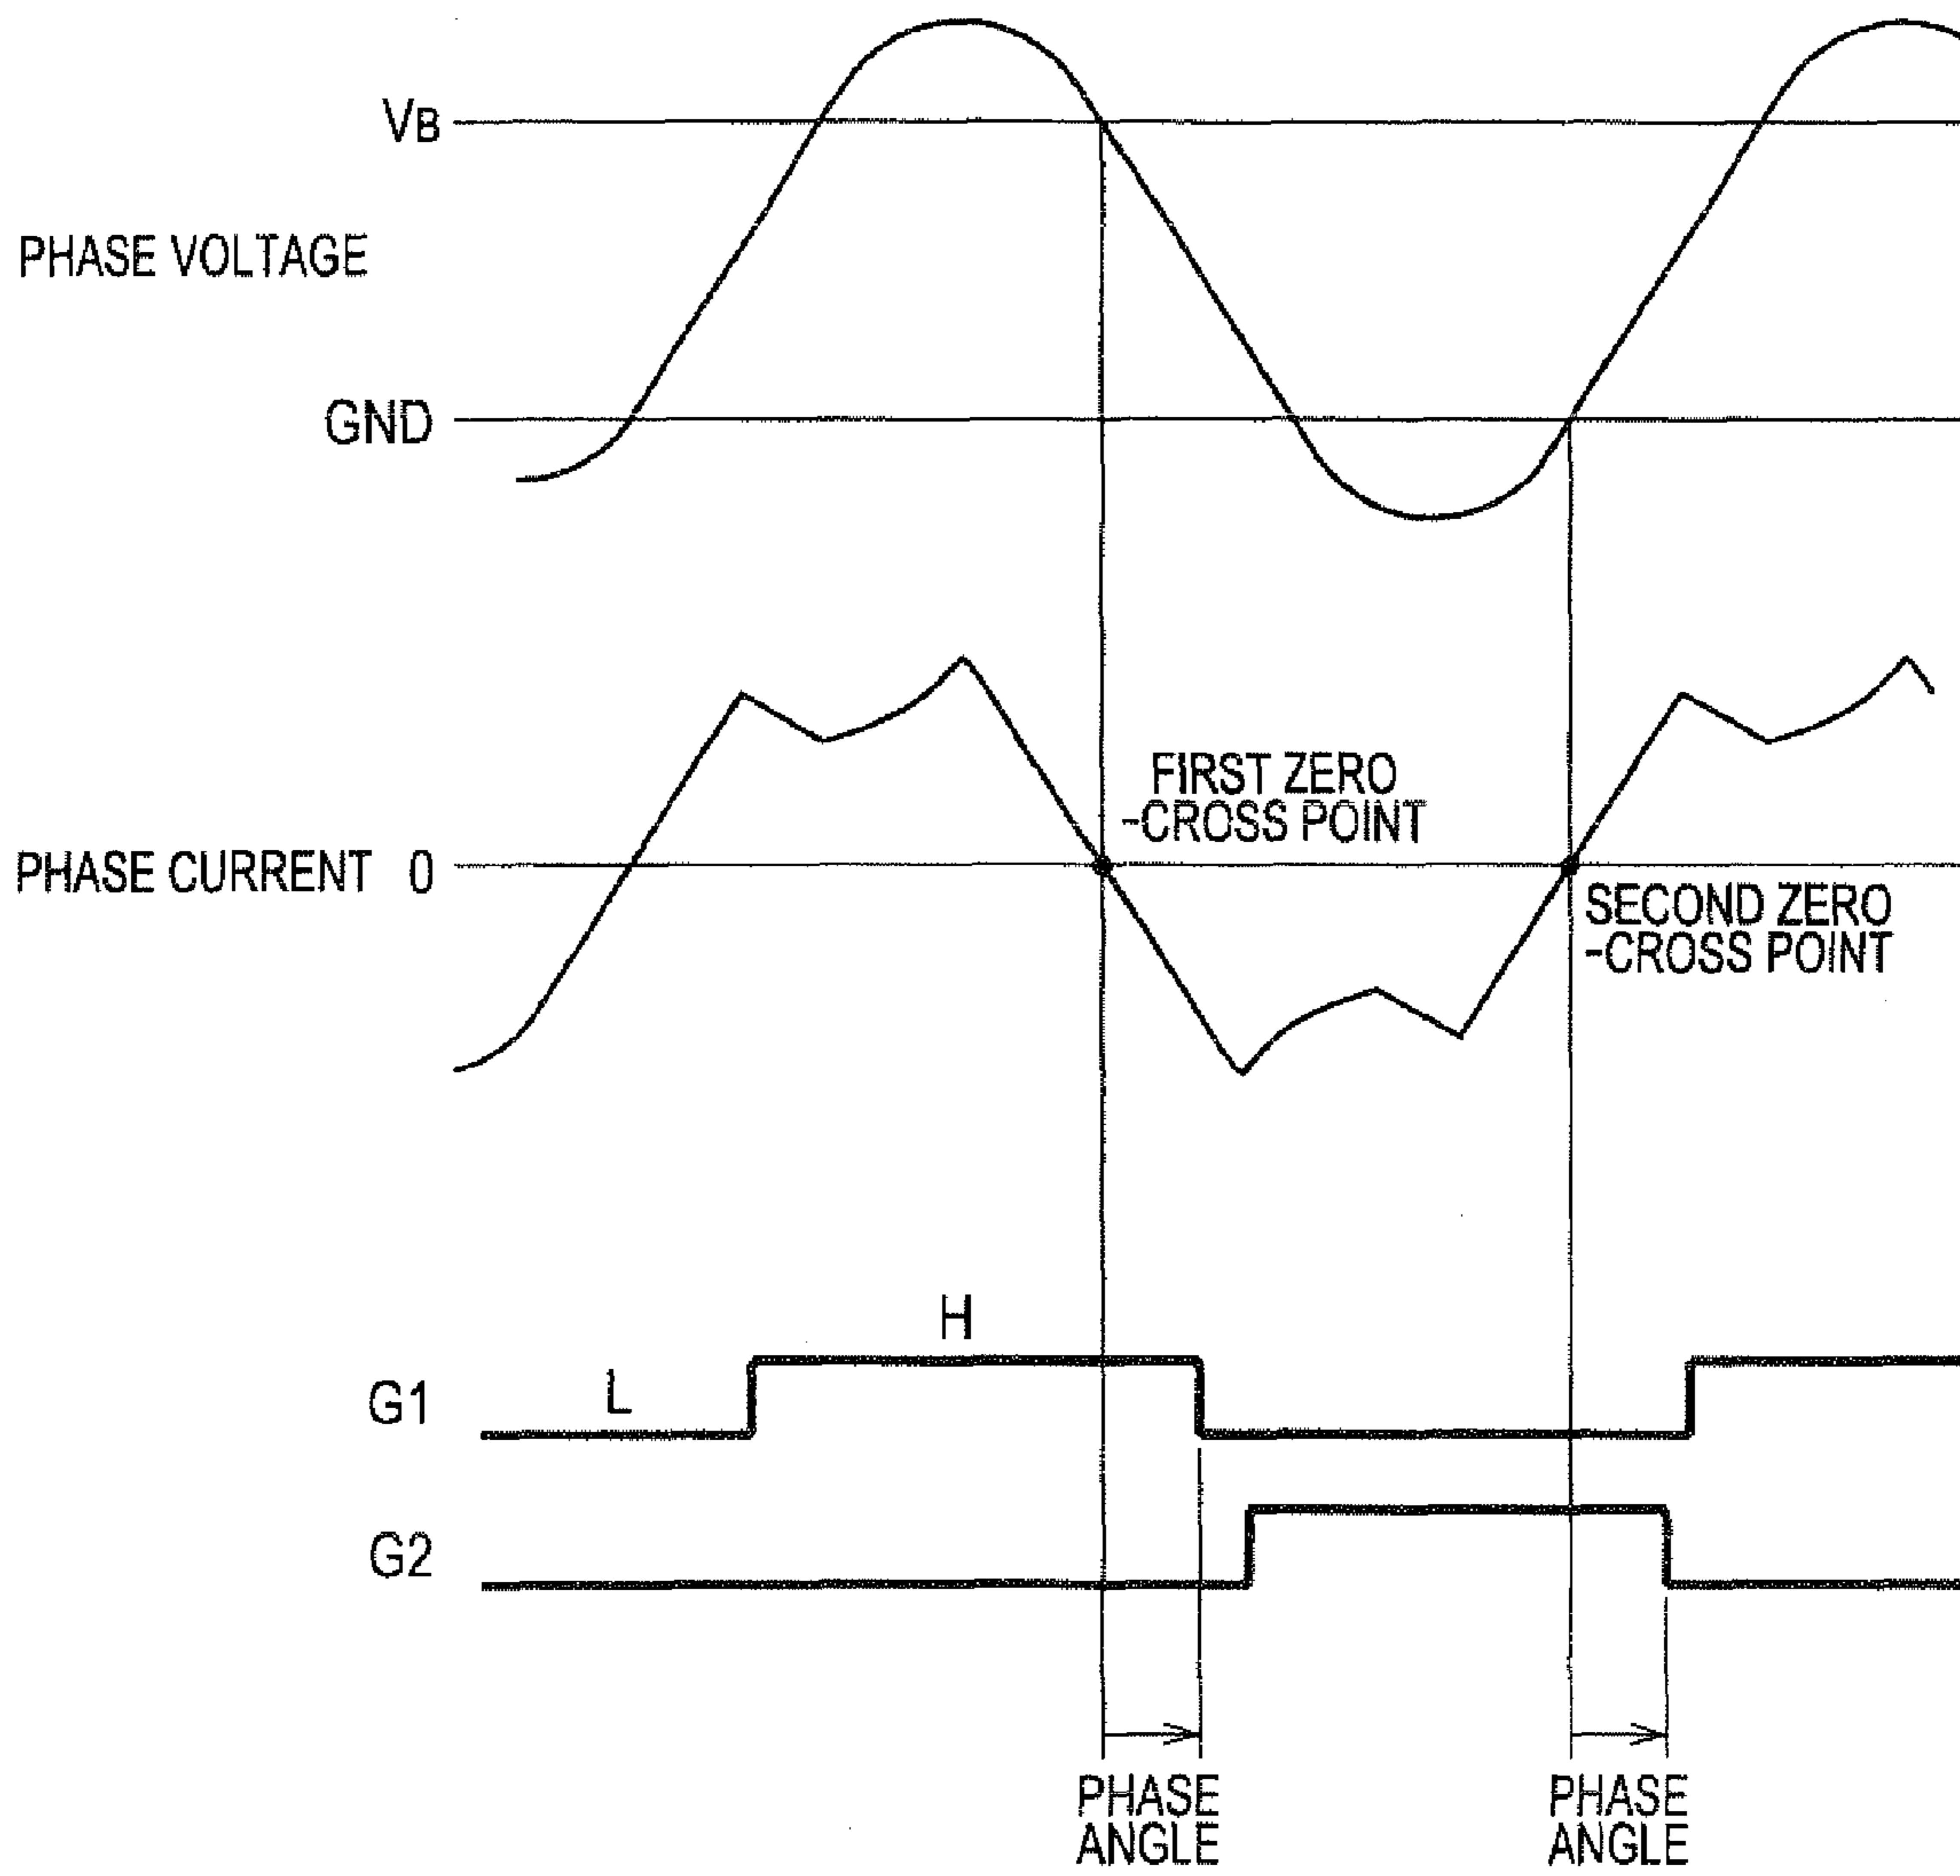 VB
PHASE VOLTAGE
GND
FIRST ZERO
-CROSS POINT
PHASE CURRENT 0
SECOND ZERO
-CROSS POINT
H
L
G1
G2
PHASE
ANGLE
PHASE
ANGLE